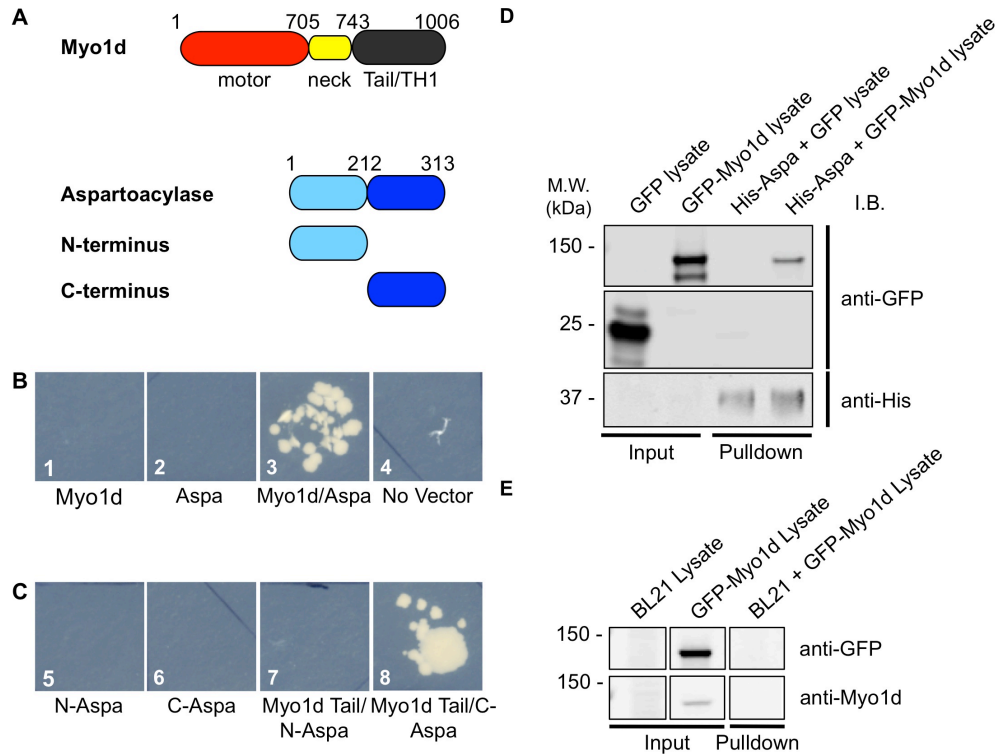 A
1 705 743 1006
Myo1d
motor neck Tail/TH1
1 212 313
Aspartoacylase
N-terminus
C-terminus
B
1 2 3 4
Myo1d Aspa Myo1d/Aspa No Vector
C
5 6 7 8
N-Aspa C-Aspa Myo1d Tail/ Myo1d Tail/C-
N-Aspa Aspa
D
GFP lysate
GFP-Myo1d lysate
His-Aspa + GFP lysate
His-Aspa + GFP-Myo1d lysate
M.W.
(kDa)
I.B.
150 -
anti-GFP
25 -
37 -
anti-His
Input Pulldown
E
BL21 Lysate
GFP-Myo1d Lysate
BL21 + GFP-Myo1d Lysate
150 -
anti-GFP
150 -
anti-Myo1d
Input Pulldown